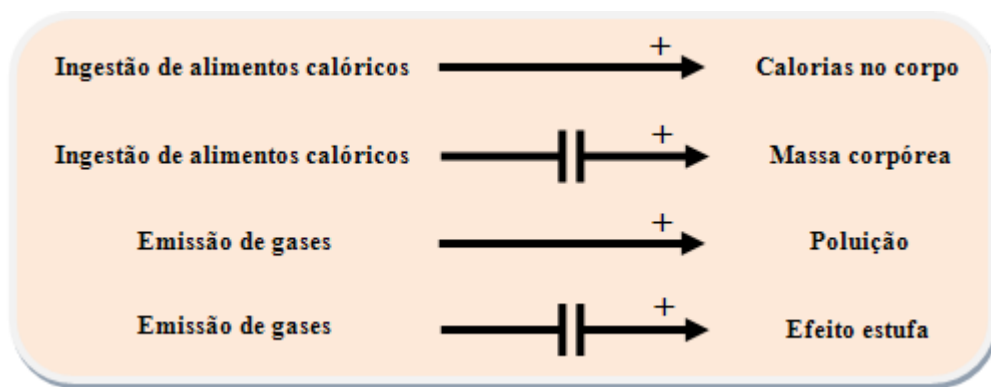 Ingestão de alimentos calóricos + Calorias no corpo
Ingestão de alimentos calóricos + Massa corpórea
Emissão de gases + Poluição
Emissão de gases + Efeito estufa